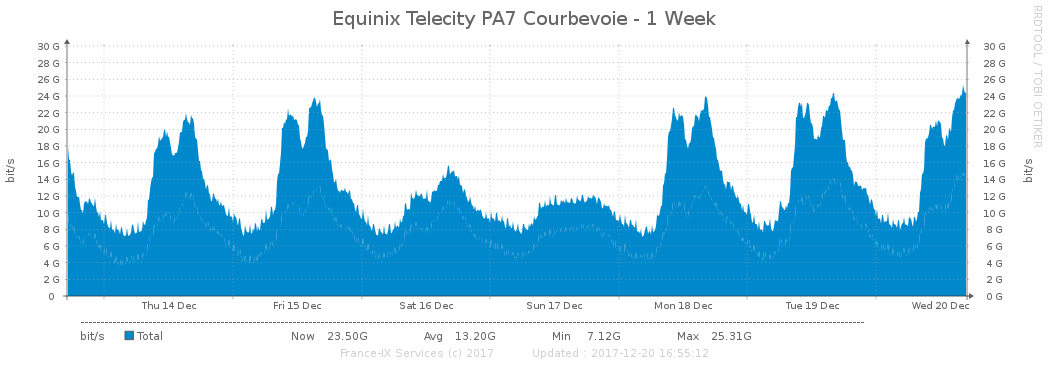 Equinix Telecity PA7 Courbevoie - 1 Week
RRDTOOL / TOBI OETIKER
30 G 30 G
28 G 28 G
26 G 26 G
24 G 24 G
22 G 22 G
20 G 20 G
18 G 18 G
16 G 16 G
14 G 14 G
12 G 12 G
10 G 10 G
8 G 8 G
6 G 6 G
4 G 4 G
2 G 2 G
0 0 G
bit/s
bit/s
Thu 14 Dec Fri 15 Dec Sat 16 Dec Sun 17 Dec Mon 18 Dec Tue 19 Dec Wed 20 Dec
bit/s Total Now 23.50G Avg 13.20G Min 7.12G Max 25.31G
France-IX Services (c) 2017 Updated : 2017-12-20 16:55:12